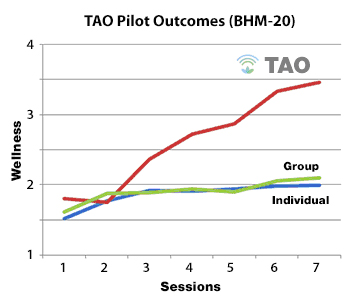 TAO Pilot Outcomes (BHM-20)
4
TAO
3
Wellness
Group
2
Individual
1
1 2 3 4 5 6 7
Sessions